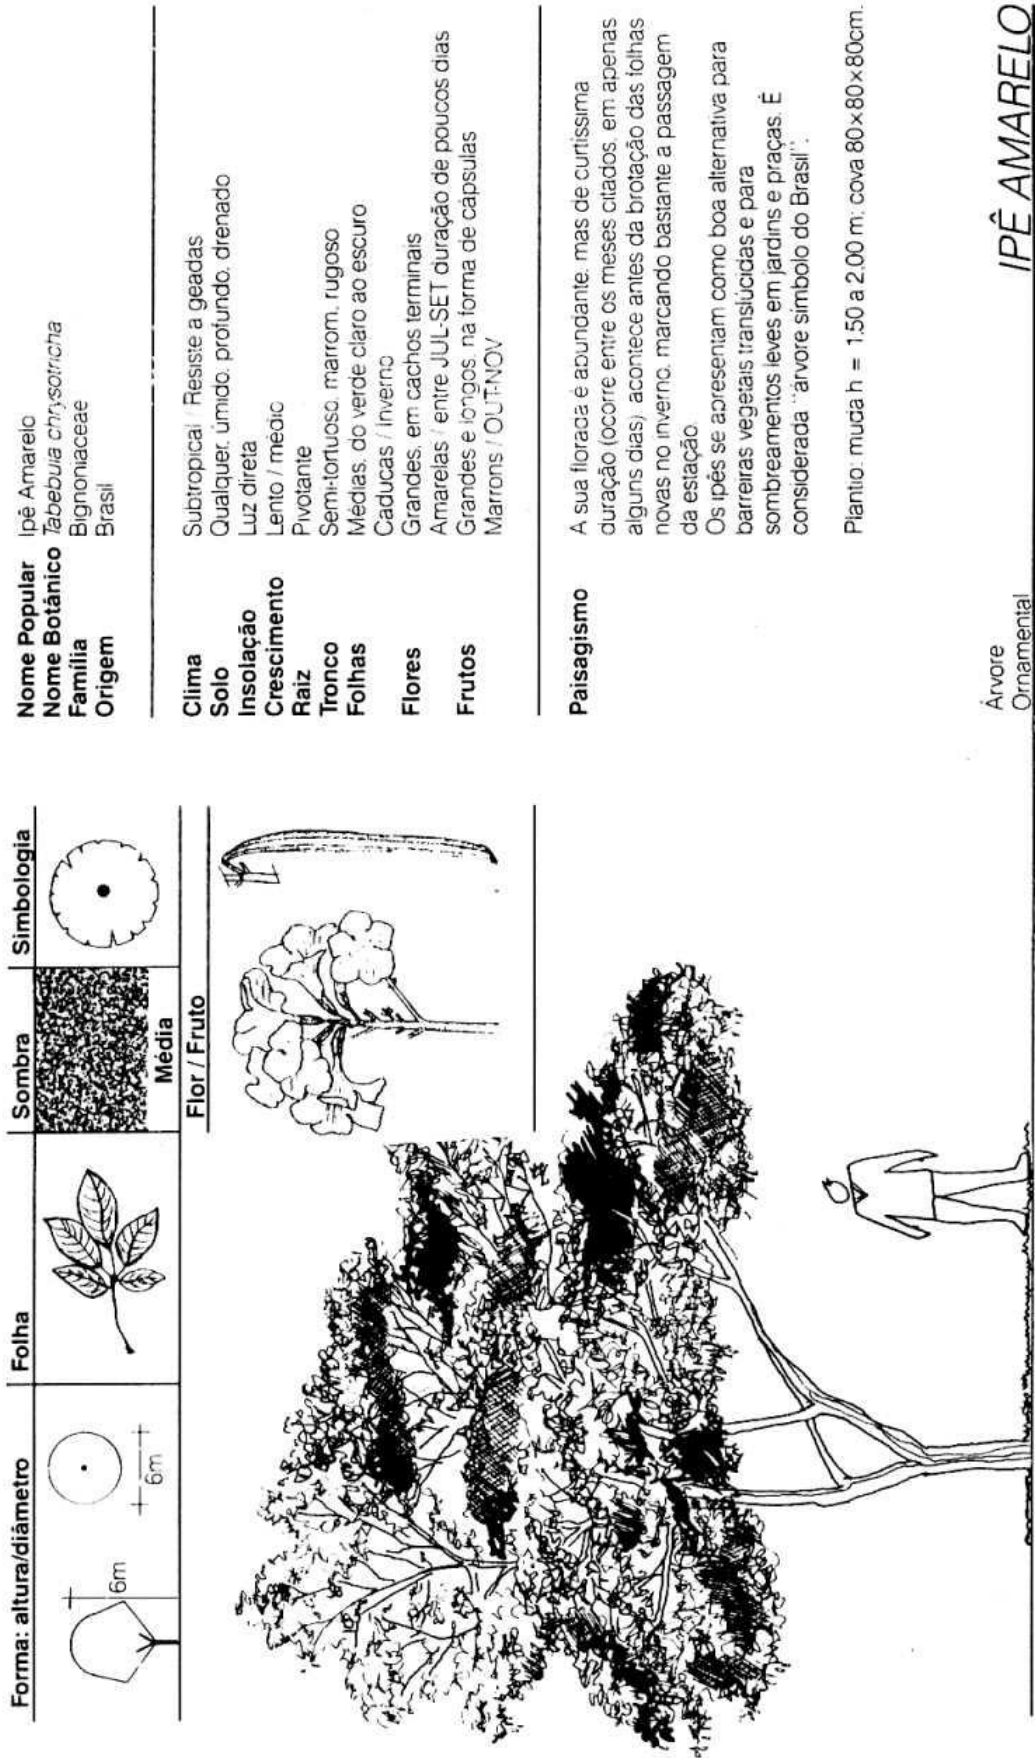 Forma: altura/diâmetro
Folha
Sombra
Simbologia
6m
6m
Média
Flor / Fruto
Nome Popular Ipê Amarelo
Nome Botânico Tabebuia chrysotricha
Família Bignoniaceae
Origem Brasil
Clima Subtropical / Resiste a geadas
Solo Qualquer, úmido, profundo, drenado
Insolação Luz direta
Crescimento Lento / médio
Raiz Pivotante
Tronco Semi-tortuoso, marrom, rugoso
Folhas Médias, do verde claro ao escuro
Caducas / Inverno
Flores Grandes, em cachos terminais
Amarelas / entre JUL-SET duração de poucos dias
Frutos Grandes e longos, na forma de cápsulas
Marrons / OUT-NOV
Paisagismo A sua florada é abundante, mas de curtíssima
duração (ocorre entre os meses citados, em apenas
alguns dias), acontece antes da brotação das folhas
novas no inverno, marcando bastante a passagem
da estação.
Os ipês se apresentam como boa alternativa para
barreiras vegetais translúcidas e para
sombreamentos leves em jardins e praças. É
considerada "árvore símbolo do Brasil".
Plantio: muda h = 1.50 a 2.00 m; cova 80×80×80cm.
Árvore
Ornamental
IPÊ AMARELO